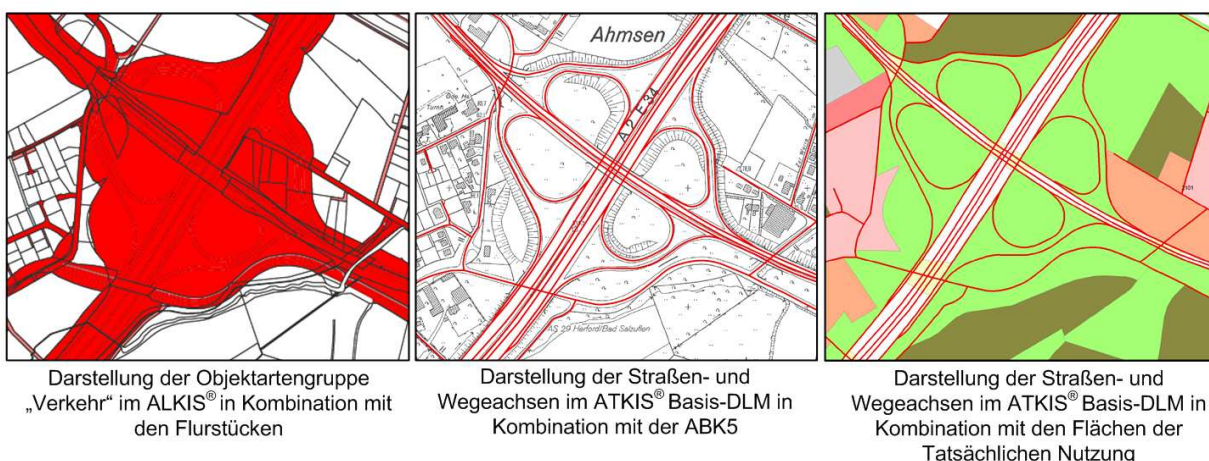 Ahmsen
A2 E 34
AS 29 Herford/Bad Salzuflen
Darstellung der Objektartengruppe
„Verkehr“ im ALKIS® in Kombination mit
den Flurstücken
Darstellung der Straßen- und
Wegeachsen im ATKIS® Basis-DLM in
Kombination mit der ABK5
Darstellung der Straßen- und
Wegeachsen im ATKIS® Basis-DLM in
Kombination mit den Flächen der
Tatsächlichen Nutzung